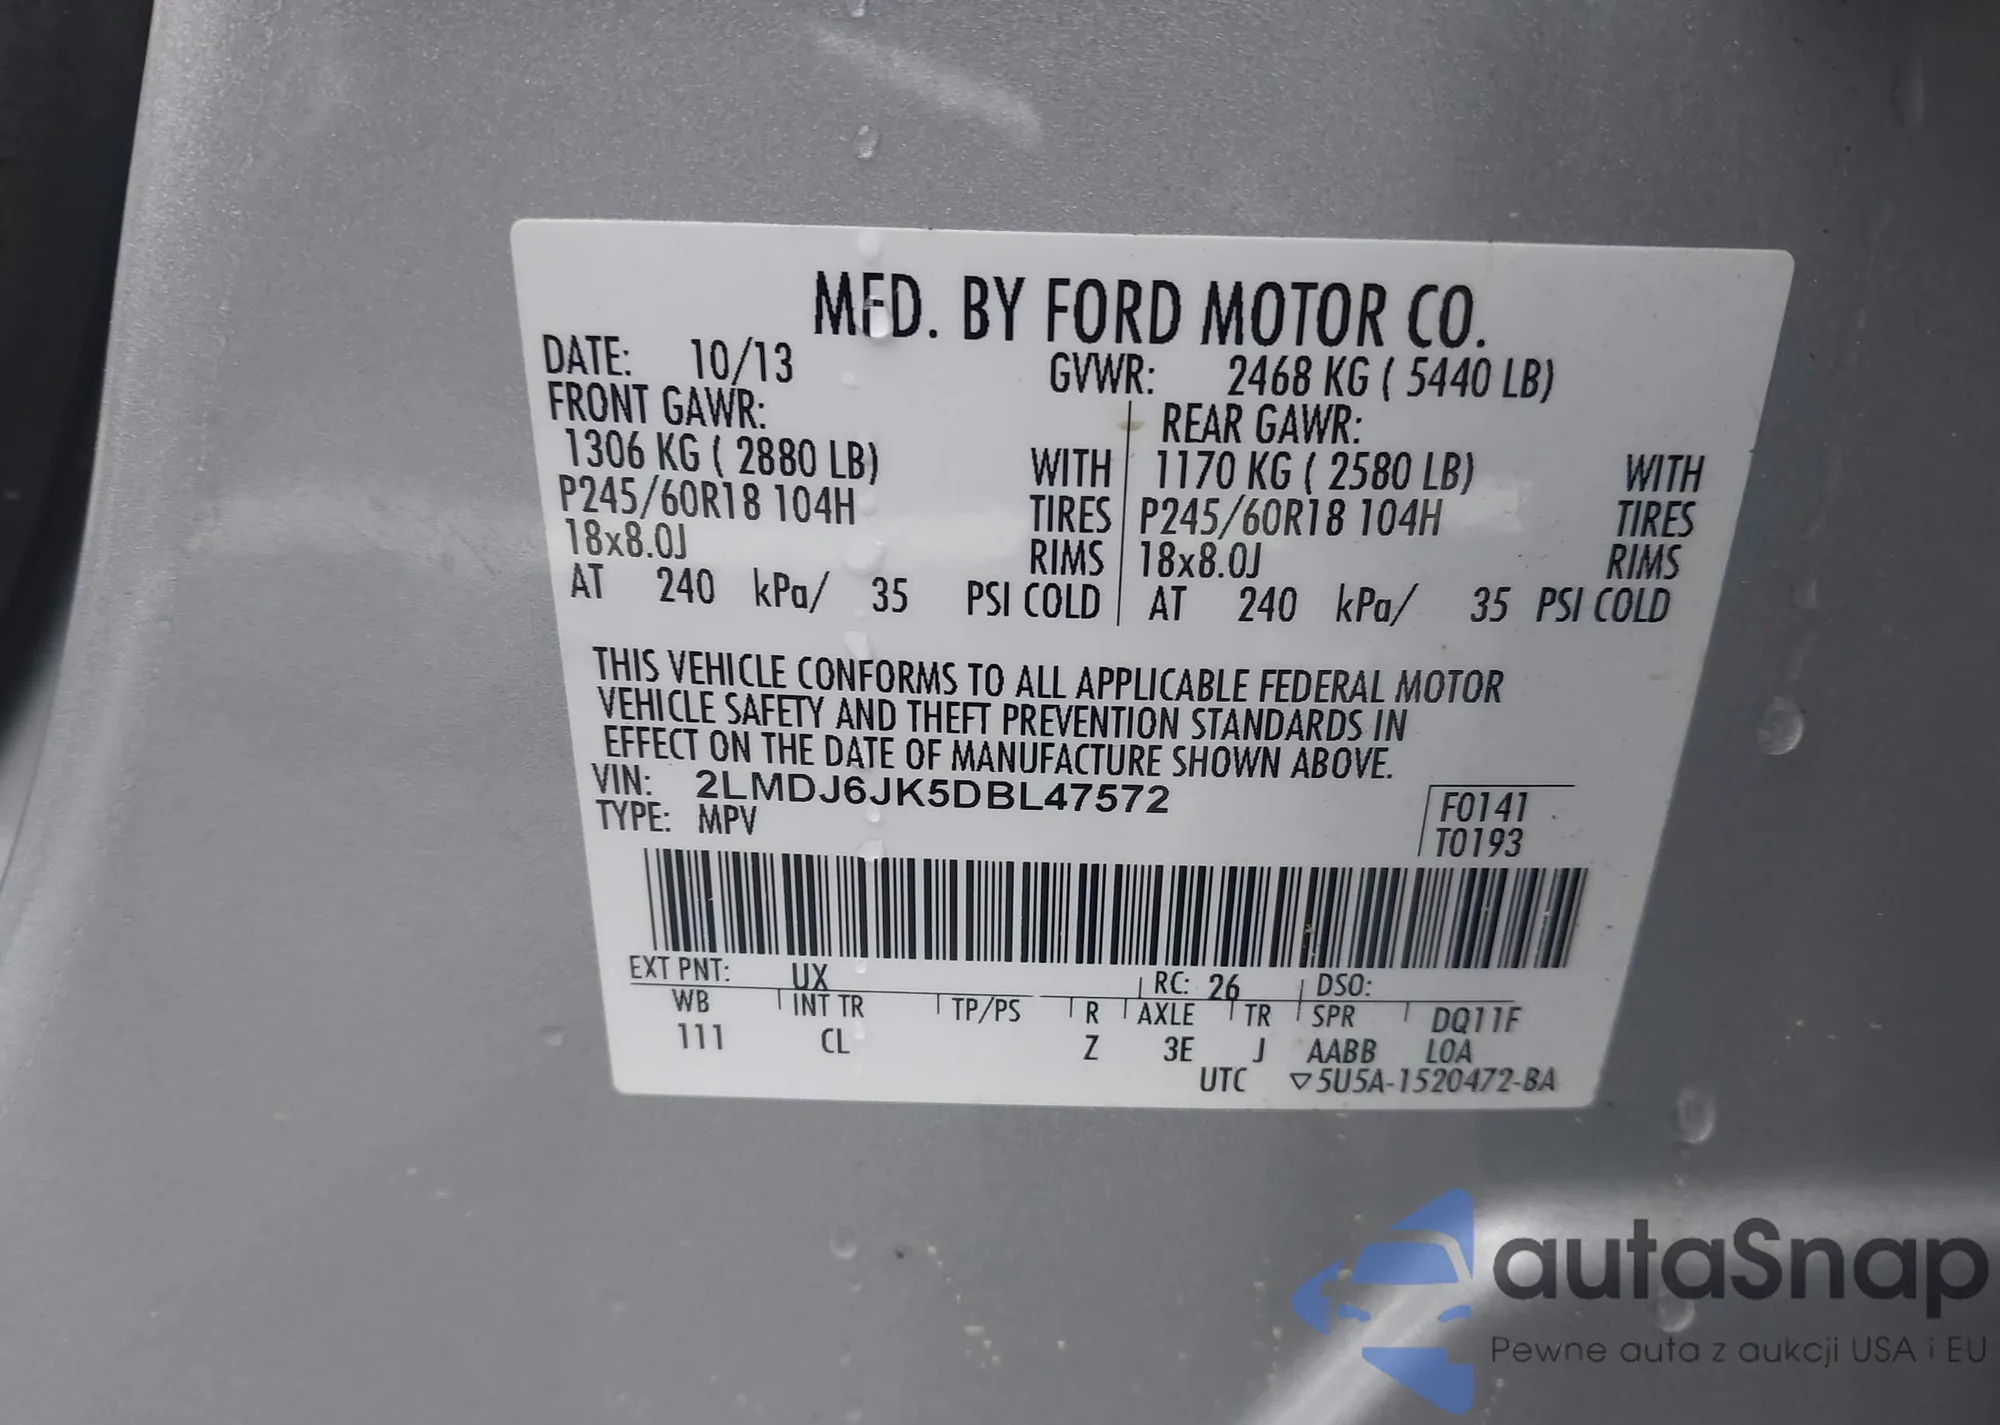 MFD. BY FORD MOTOR CO.
DATE: 10/13 GVWR: 2468 KG ( 5440 LB)
FRONT GAWR: REAR GAWR:
1306 KG ( 2880 LB) WITH 1170 KG ( 2580 LB) WITH
P245/60R18 104H TIRES P245/60R18 104H TIRES
18x8.0J RIMS 18x8.0J RIMS
AT 240 kPa/ 35 PSI COLD AT 240 kPa/ 35 PSI COLD
THIS VEHICLE CONFORMS TO ALL APPLICABLE FEDERAL MOTOR
VEHICLE SAFETY AND THEFT PREVENTION STANDARDS IN
EFFECT ON THE DATE OF MANUFACTURE SHOWN ABOVE.
VIN: 2LMDJ6JK5DBL47572 F0141
TYPE: MPV T0193
EXT PNT: UX RC: 26 DSO:
WB INT TR TP/PS R AXLE TR SPR DQ11F
111 CL Z 3E J AABB LOA
UTC ▽5U5A-1520472-BA
autaSnap
Pewne auta z aukcji USA i EU